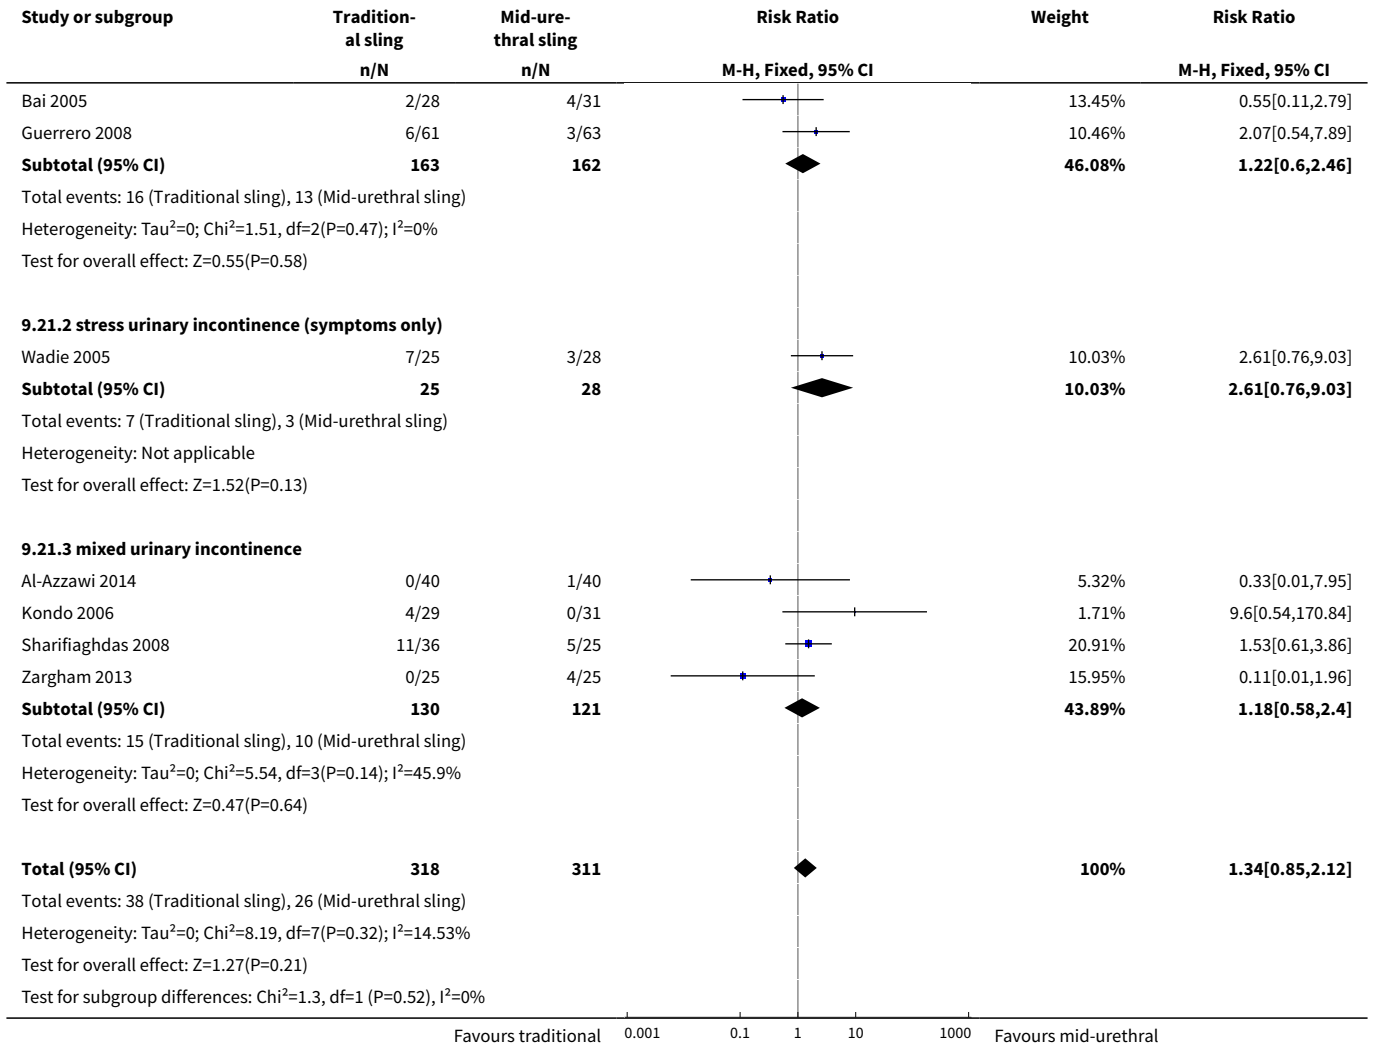 Study or subgroup Tradition- Mid-ure- Risk Ratio Weight Risk Ratio
al sling thral sling
n/N n/N M-H, Fixed, 95% CI M-H, Fixed, 95% CI
Bai 2005 2/28 4/31 13.45% 0.55[0.11,2.79]
Guerrero 2008 6/61 3/63 10.46% 2.07[0.54,7.89]
Subtotal (95% CI) 163 162 46.08% 1.22[0.6,2.46]
Total events: 16 (Traditional sling), 13 (Mid-urethral sling)
Heterogeneity: Tau²=0; Chi²=1.51, df=2(P=0.47); I²=0%
Test for overall effect: Z=0.55(P=0.58)
9.21.2 stress urinary incontinence (symptoms only)
Wadie 2005 7/25 3/28 10.03% 2.61[0.76,9.03]
Subtotal (95% CI) 25 28 10.03% 2.61[0.76,9.03]
Total events: 7 (Traditional sling), 3 (Mid-urethral sling)
Heterogeneity: Not applicable
Test for overall effect: Z=1.52(P=0.13)
9.21.3 mixed urinary incontinence
Al-Azzawi 2014 0/40 1/40 5.32% 0.33[0.01,7.95]
Kondo 2006 4/29 0/31 1.71% 9.6[0.54,170.84]
Sharifiaghdas 2008 11/36 5/25 20.91% 1.53[0.61,3.86]
Zargham 2013 0/25 4/25 15.95% 0.11[0.01,1.96]
Subtotal (95% CI) 130 121 43.89% 1.18[0.58,2.4]
Total events: 15 (Traditional sling), 10 (Mid-urethral sling)
Heterogeneity: Tau²=0; Chi²=5.54, df=3(P=0.14); I²=45.9%
Test for overall effect: Z=0.47(P=0.64)
Total (95% CI) 318 311 100% 1.34[0.85,2.12]
Total events: 38 (Traditional sling), 26 (Mid-urethral sling)
Heterogeneity: Tau²=0; Chi²=8.19, df=7(P=0.32); I²=14.53%
Test for overall effect: Z=1.27(P=0.21)
Test for subgroup differences: Chi²=1.3, df=1 (P=0.52), I²=0%
Favours traditional 0.001 0.1 1 10 1000 Favours mid-urethral